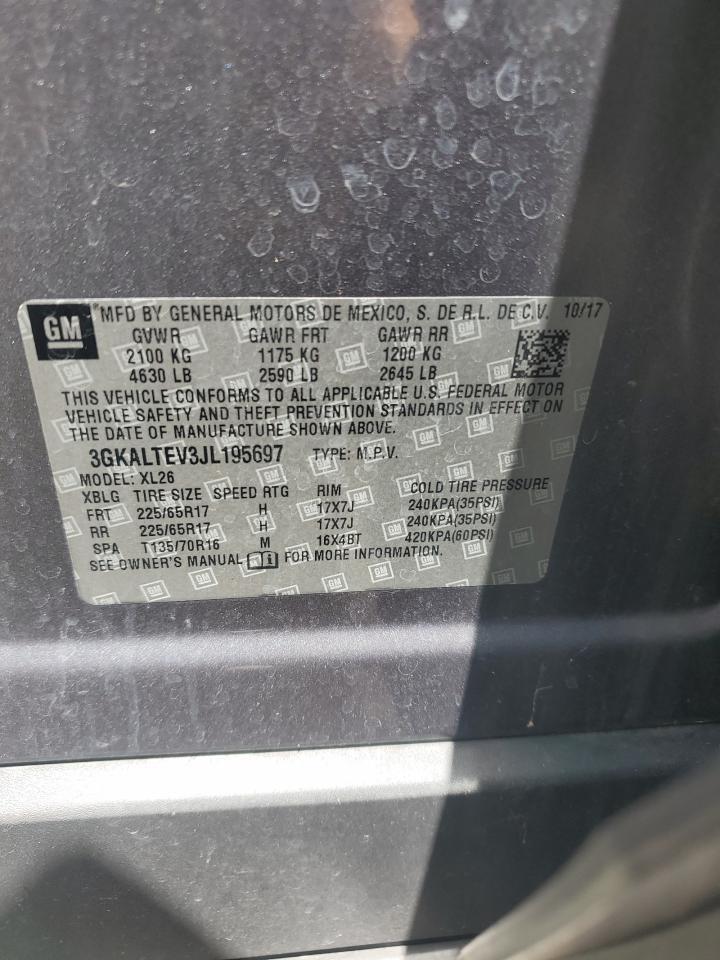 GM *MFD BY GENERAL MOTORS DE MEXICO, S. DE R.L. DE C.V. 10/17
GVWR GAWR FRT GAWR RR
2100 KG 1175 KG 1200 KG
4630 LB 2590 LB 2645 LB
THIS VEHICLE CONFORMS TO ALL APPLICABLE U.S. FEDERAL MOTOR
VEHICLE SAFETY AND THEFT PREVENTION STANDARDS IN EFFECT ON
THE DATE OF MANUFACTURE SHOWN ABOVE.
3GKALTEV3JL195697 TYPE: M.P.V.
MODEL: XL26
XBLG TIRE SIZE SPEED RTG RIM COLD TIRE PRESSURE
FRT 225/65R17 H 17X7J 240KPA(35PSI)
RR 225/65R17 H 17X7J 240KPA(35PSI)
SPA T135/70R16 M 16X4BT 420KPA(60PSI)
SEE OWNER'S MANUAL FOR MORE INFORMATION.